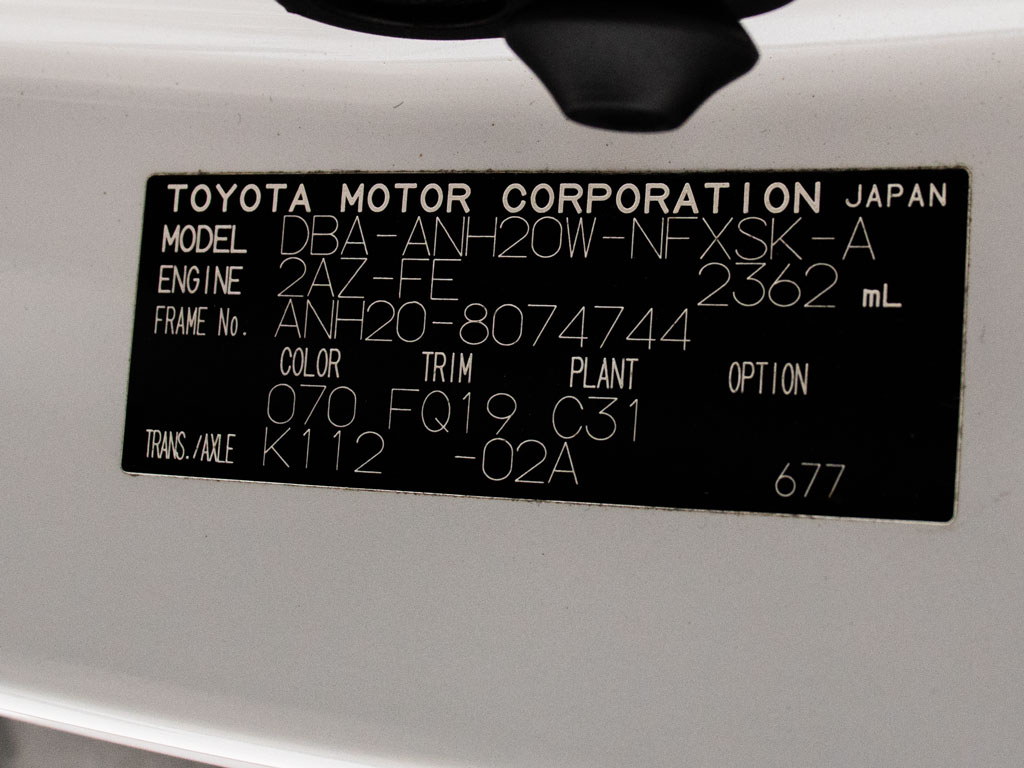 TOYOTA MOTOR CORPORATION JAPAN
MODEL DBA-ANH20W-NFXSK-A
ENGINE 2AZ-FE 2362 mL
FRAME No. ANH20-8074744
COLOR TRIM PLANT OPTION
070 FQ19 C31
TRANS./AXLE K112 -02A 677